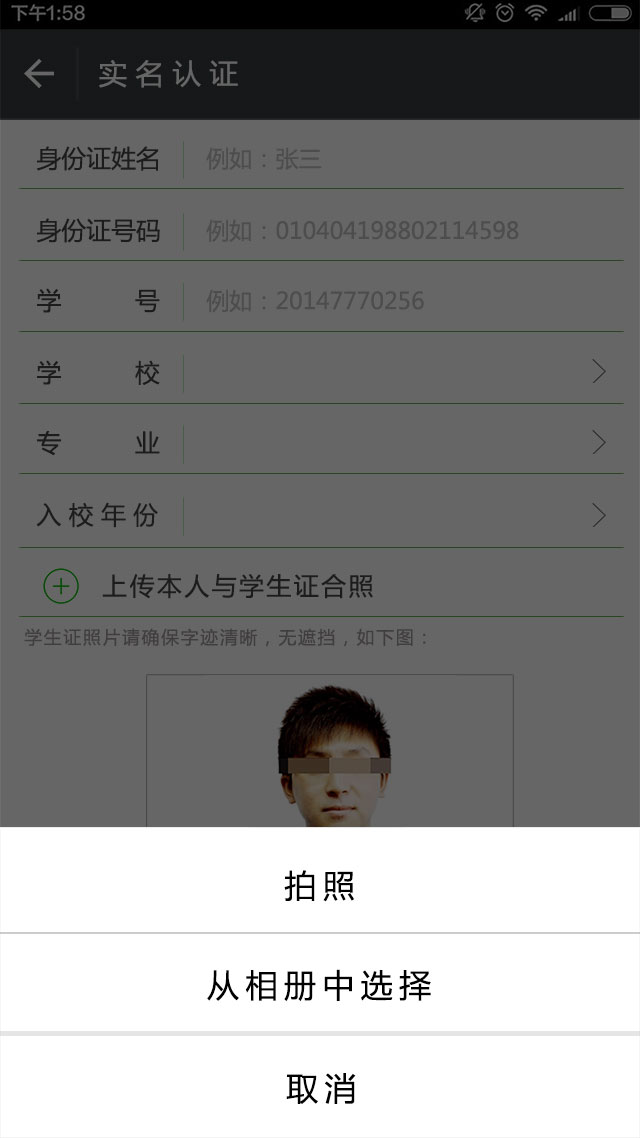 下午1:58
实名认证
身份证姓名 例如：张三
身份证号码 例如：010404198802114598
学号 例如：20147770256
学校
专业
入校年份
上传本人与学生证合照
学生证照片请确保字迹清晰，无遮挡，如下图：
拍照
从相册中选择
取消